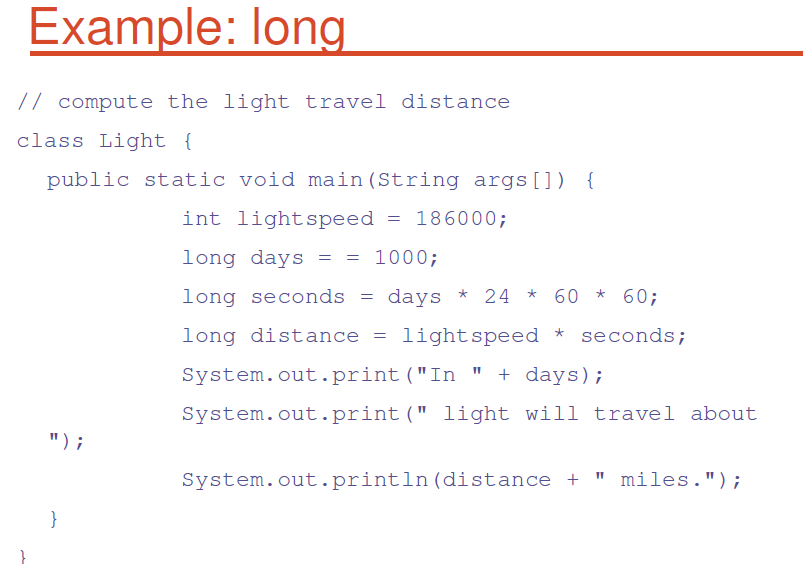 Example: long
// compute the light travel distance
class Light {
public static void main(String args[]) {
int lightspeed = 186000;
long days = = 1000;
long seconds = days * 24 * 60 * 60;
long distance = lightspeed * seconds;
System.out.print("In " + days);
System.out.print(" light will travel about
");
System.out.println(distance + " miles.");
}
}